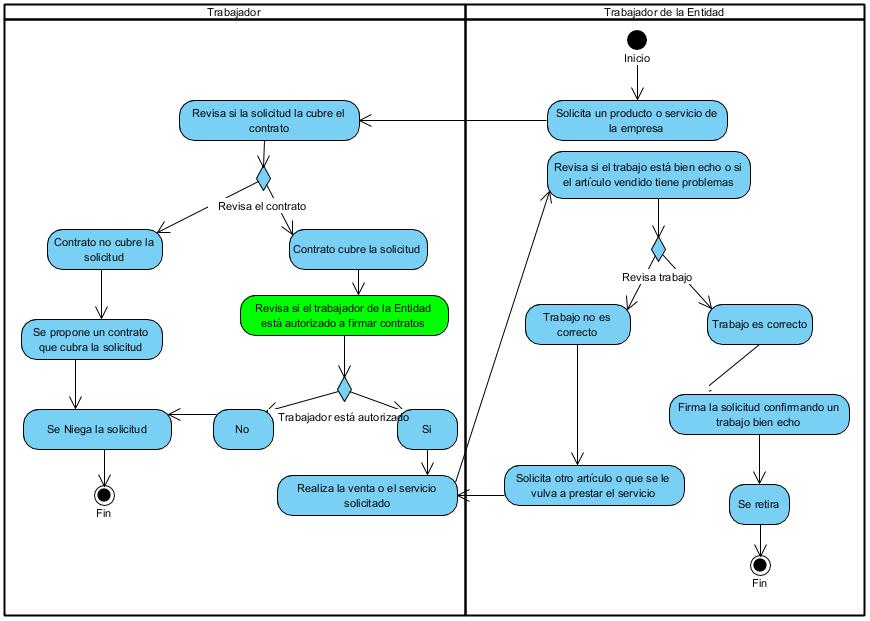 Trabajador
Trabajador de la Entidad
Inicio
Solicita un producto o servicio de
la empresa
Revisa si la solicitud la cubre el
contrato
Revisa si el trabajo está bien echo o si
el artículo vendido tiene problemas
Revisa el contrato
Contrato no cubre la
solicitud
Contrato cubre la solicitud
Revisa trabajo
Revisa si el trabajador de la Entidad
está autorizado a firmar contratos
Trabajo no es
correcto
Trabajo es correcto
Se propone un contrato
que cubra la solicitud
Trabajador está autorizado
Se Niega la solicitud
No
Si
Firma la solicitud confirmando un
trabajo bien echo
Realiza la venta o el servicio
solicitado
Solicita otro artículo o que se le
vulva a prestar el servicio
Se retira
Fin
Fin